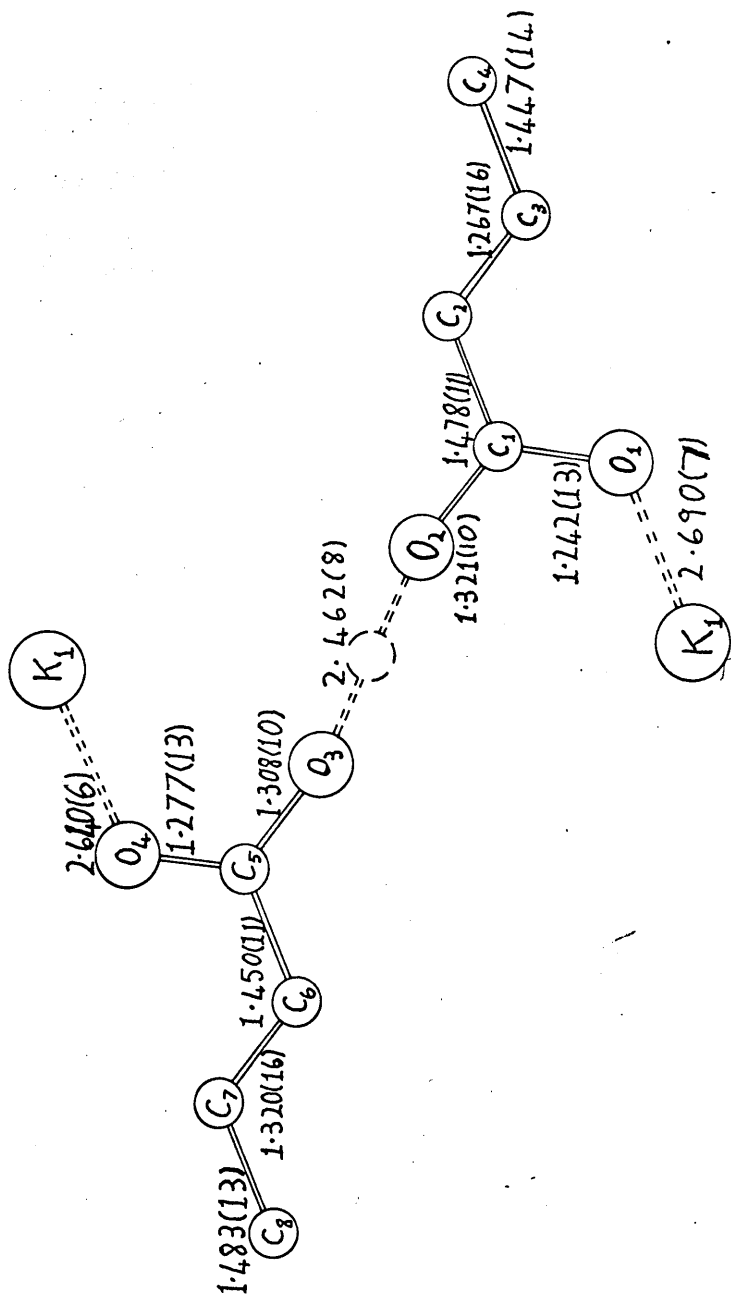 K₁
2.640(6)
O₄
1.277(13)
1.483(13)
C₈
C₇
1.320(16)
C₆
1.450(11)
C₅
1.308(10)
O₃
2.462(8)
O₂
1.321(10)
C₁
1.478(11)
C₂
1.267(16)
C₃
C₄
1.447(14)
1.242(13)
O₁
2.690(7)
K₁